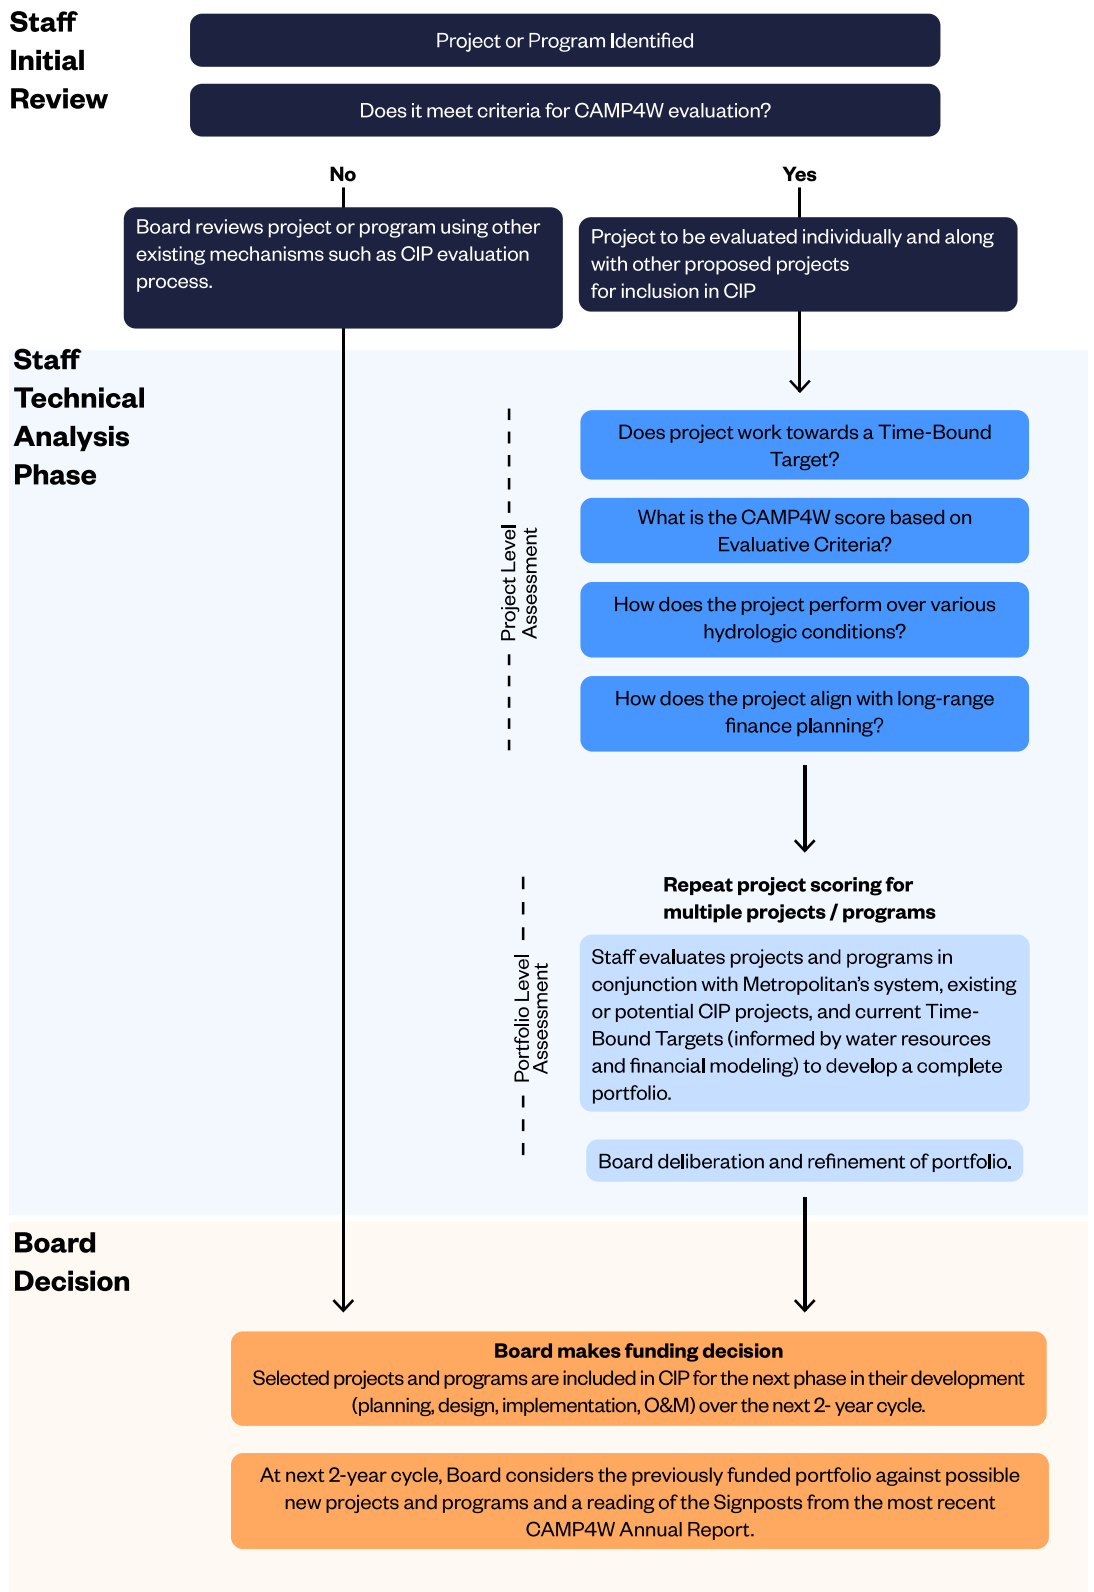 Staff
Initial
Review
Project or Program Identified
Does it meet criteria for CAMP4W evaluation?
No
Yes
Board reviews project or program using other
existing mechanisms such as CIP evaluation
process.
Project to be evaluated individually and along
with other proposed projects
for inclusion in CIP
Staff
Technical
Analysis
Phase
Project Level
Assessment
Does project work towards a Time-Bound
Target?
What is the CAMP4W score based on
Evaluative Criteria?
How does the project perform over various
hydrologic conditions?
How does the project align with long-range
finance planning?
Portfolio Level
Assessment
Repeat project scoring for
multiple projects / programs
Staff evaluates projects and programs in
conjunction with Metropolitan's system, existing
or potential CIP projects, and current Time-
Bound Targets (informed by water resources
and financial modeling) to develop a complete
portfolio.
Board deliberation and refinement of portfolio.
Board
Decision
Board makes funding decision
Selected projects and programs are included in CIP for the next phase in their development
(planning, design, implementation, O&M) over the next 2- year cycle.
At next 2-year cycle, Board considers the previously funded portfolio against possible
new projects and programs and a reading of the Signposts from the most recent
CAMP4W Annual Report.